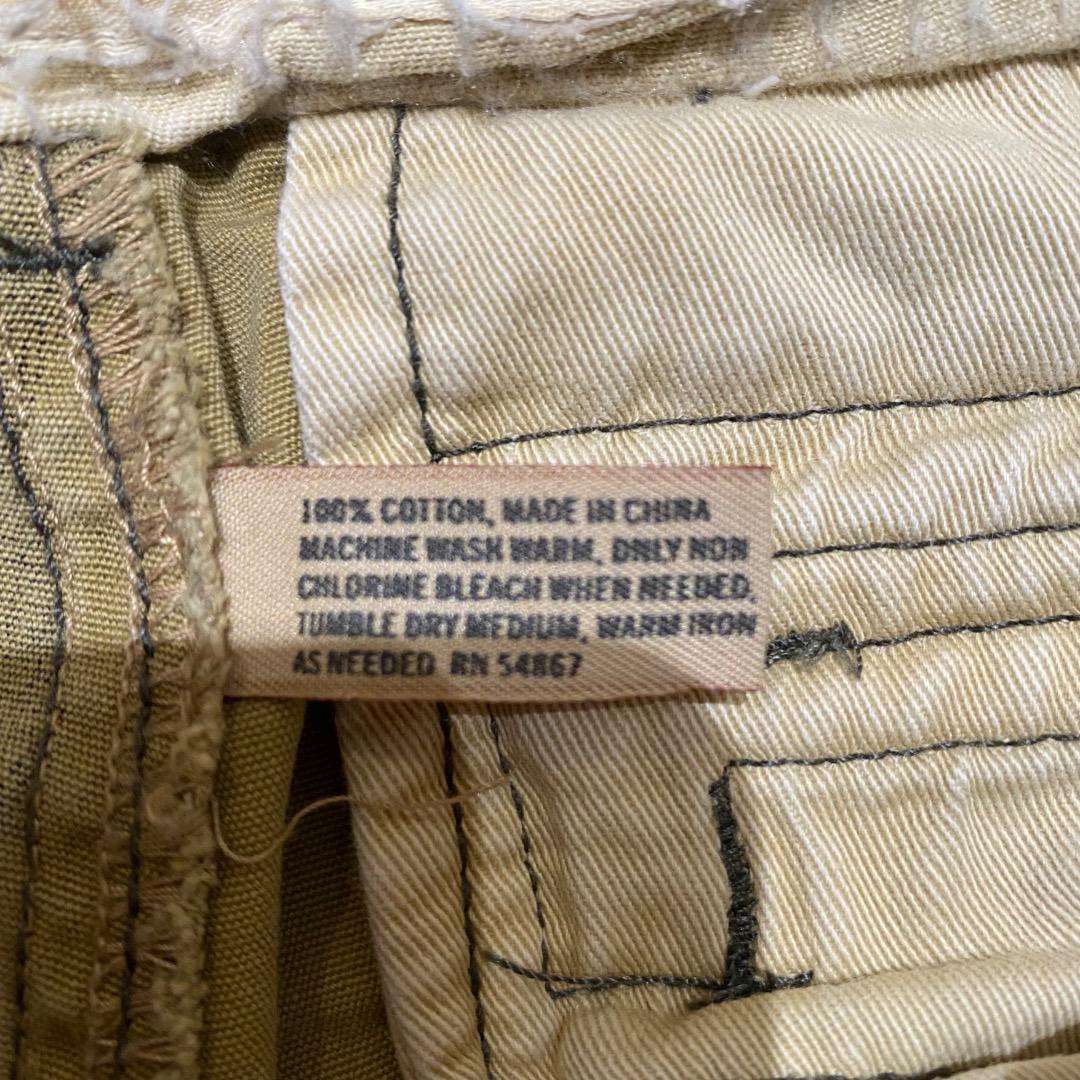 100% COTTON, MADE IN CHINA
MACHINE WASH WARM, ONLY NON
CHLORINE BLEACH WHEN NEEDED,
TUMBLE DRY MEDIUM, WARM IRON
AS NEEDED RN 54867